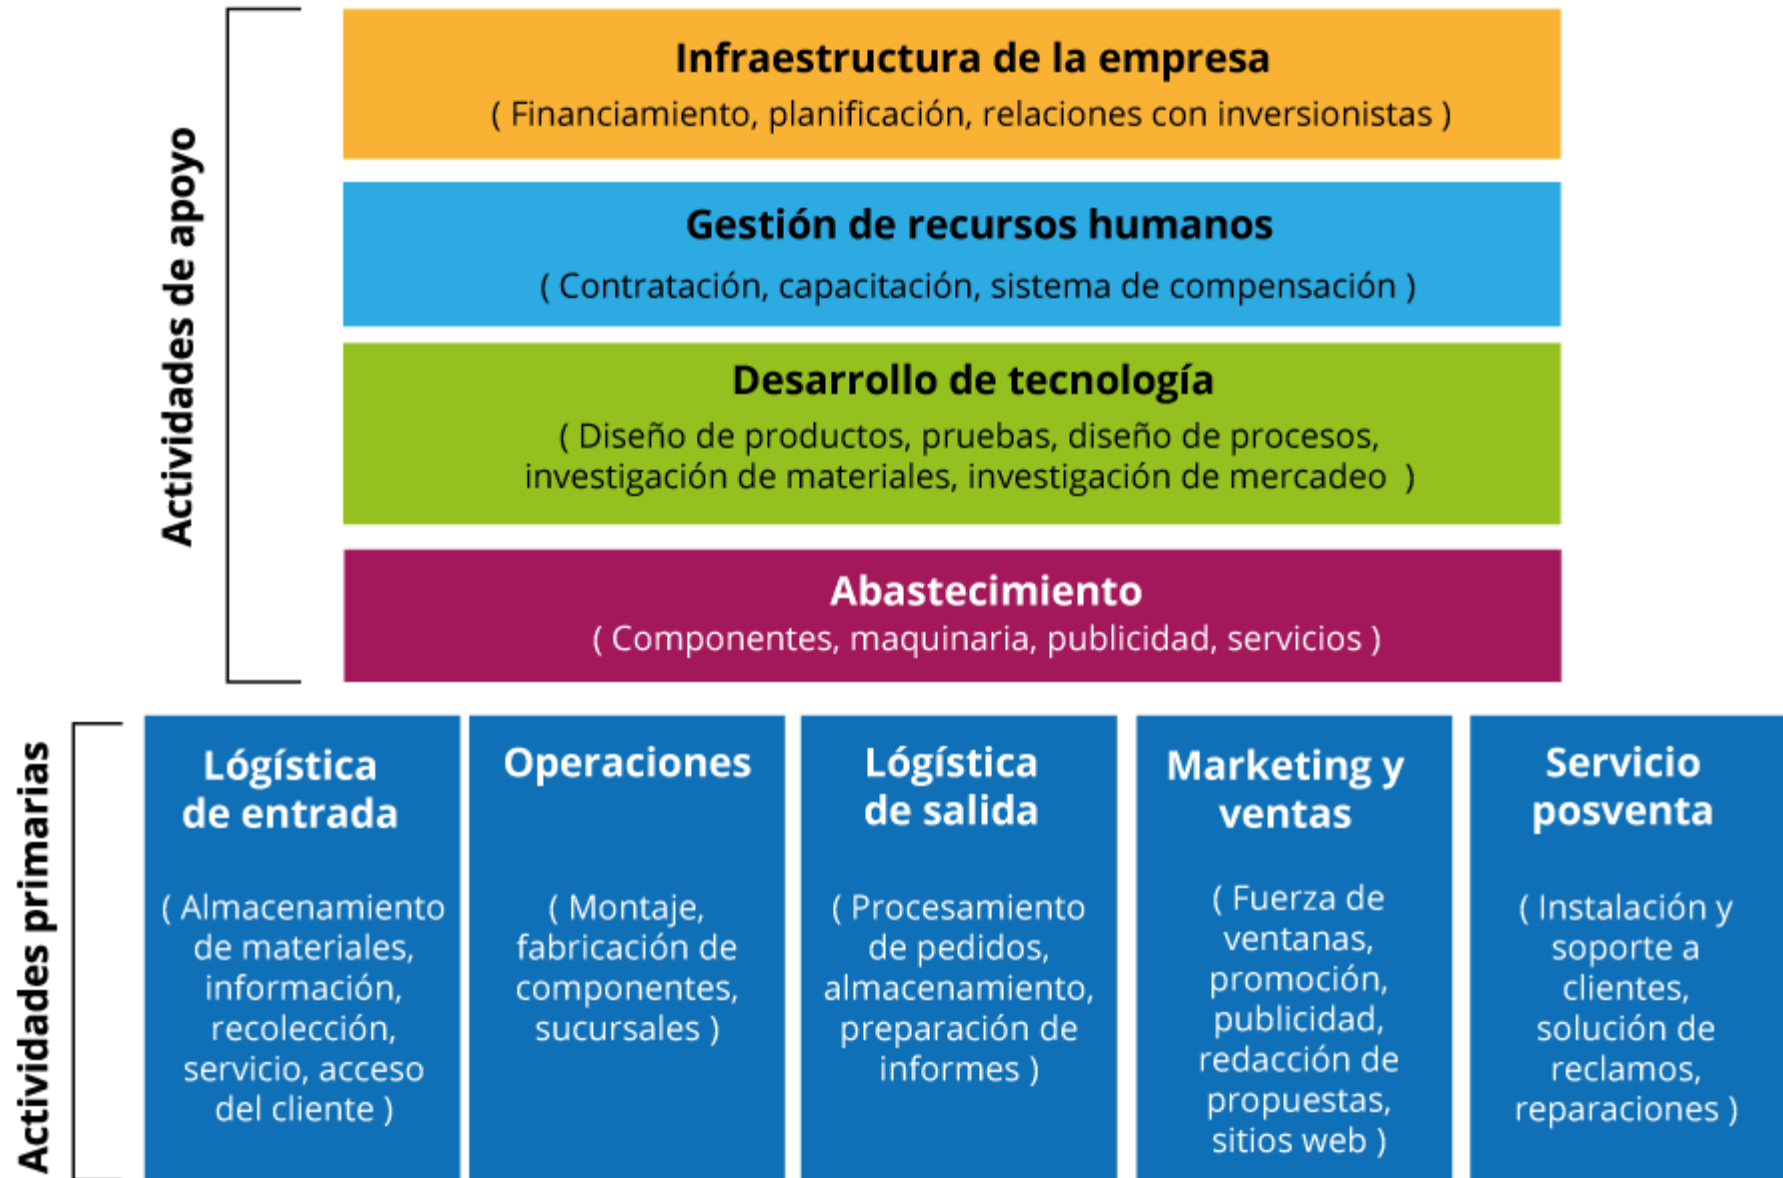 Actividades de apoyo
Infraestructura de la empresa
( Financiamiento, planificación, relaciones con inversionistas )
Gestión de recursos humanos
( Contratación, capacitación, sistema de compensación )
Desarrollo de tecnología
( Diseño de productos, pruebas, diseño de procesos,
investigación de materiales, investigación de mercadeo )
Abastecimiento
( Componentes, maquinaria, publicidad, servicios )
Actividades primarias
Lógística
de entrada
( Almacenamiento
de materiales,
información,
recolección,
servicio, acceso
del cliente )
Operaciones
( Montaje,
fabricación de
componentes,
sucursales )
Lógística
de salida
( Procesamiento
de pedidos,
almacenamiento,
preparación de
informes )
Marketing y
ventas
( Fuerza de
ventanas,
promoción,
publicidad,
redacción de
propuestas,
sitios web )
Servicio
posventa
( Instalación y
soporte a
clientes,
solución de
reclamos,
reparaciones )